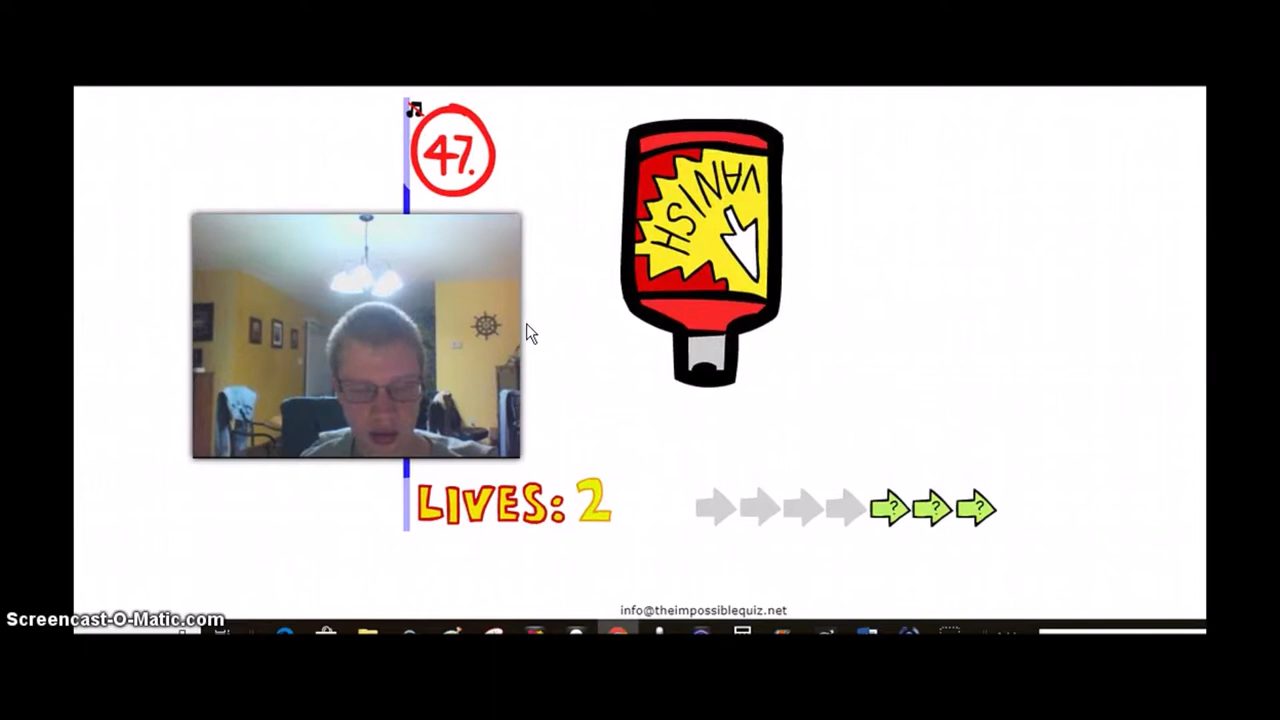 47.
VANISH
LIVES: 2
? ? ?
info@theimpossiblequiz.net
Screencast-O-Matic.com